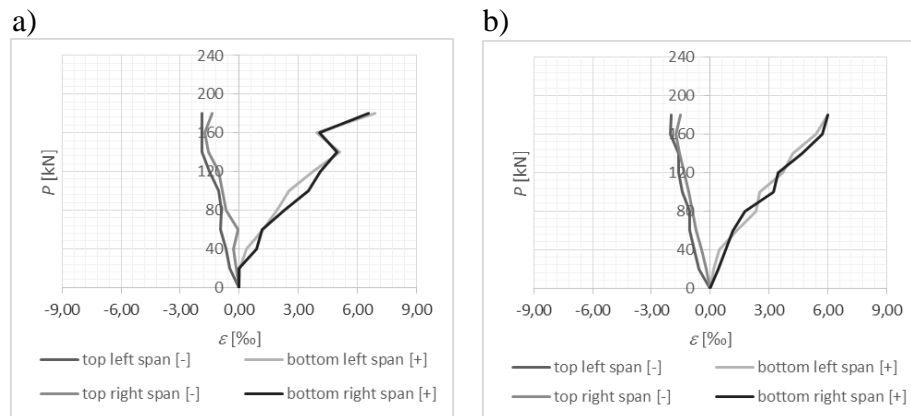 a)
240
200
160
120
80
40
0
P [kN]
-9,00 -6,00 -3,00 0,00 3,00 6,00 9,00
ε [‰]
top left span [-] bottom left span [+]
top right span [-] bottom right span [+]
b)
240
200
160
120
80
40
0
P [kN]
-9,00 -6,00 -3,00 0,00 3,00 6,00 9,00
ε [‰]
top left span [-] bottom left span [+]
top right span [-] bottom right span [+]